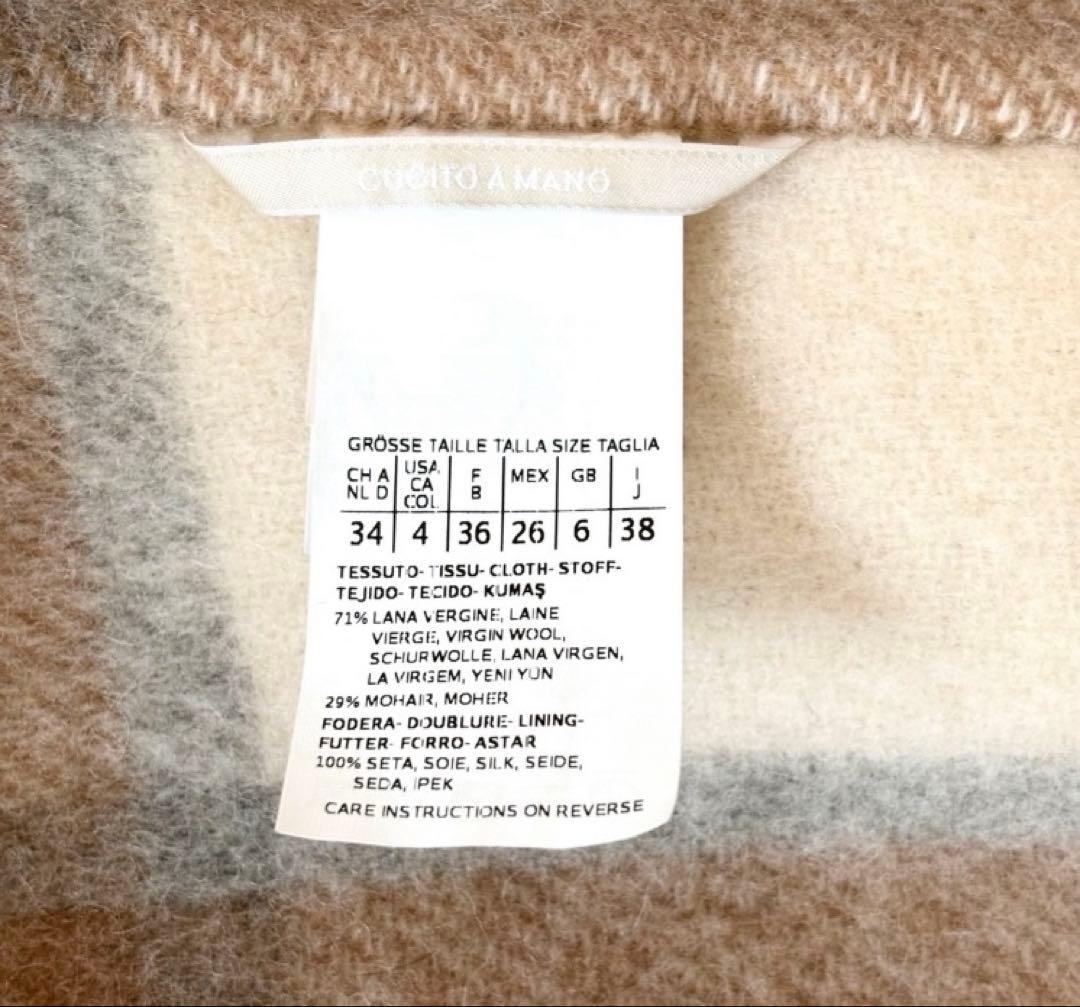 CUCITO A MANO
GRÖSSE TAILLE TALLA SIZE TAGLIA
CH A NL D | USA CA COL | F B | MEX | GB | I J
34 | 4 | 36 | 26 | 6 | 38
TESSUTO- TISSU- CLOTH- STOFF-
TEJIDO- TECIDO- KUMAŞ
71% LANA VERGINE, LAINE
VIERGE, VIRGIN WOOL,
SCHURWOLLE, LANA VIRGEN,
LA VIRGEM, YENI YÜN
29% MOHAIR, MOHER
FODERA- DOUBLURE- LINING-
FUTTER- FORRO- ASTAR
100% SETA, SOIE, SILK, SEIDE,
SEDA, IPEK
CARE INSTRUCTIONS ON REVERSE